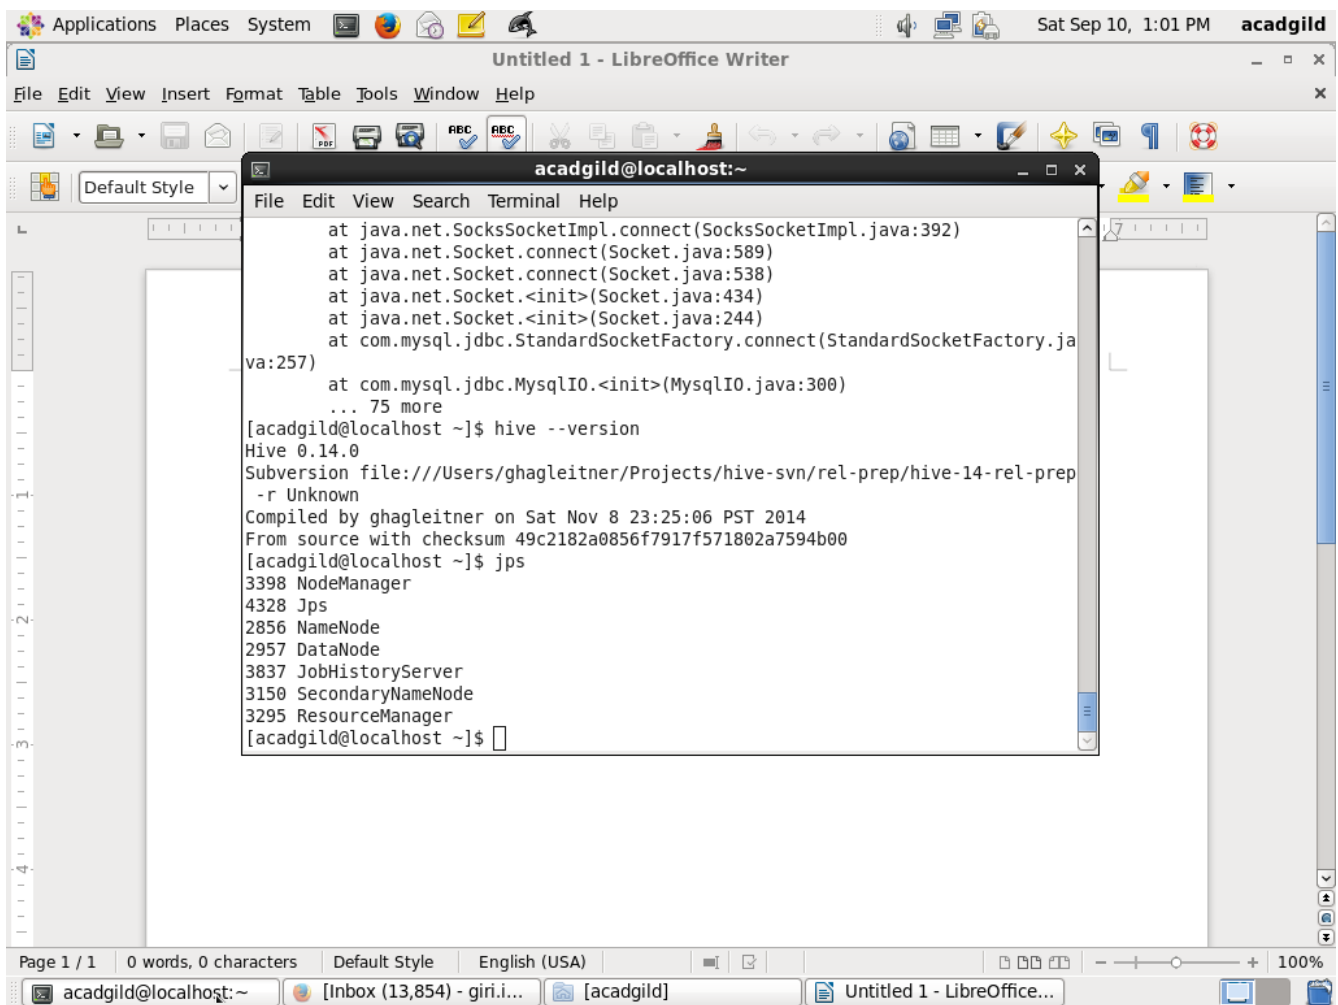 Applications Places System Sat Sep 10, 1:01 PM acadgild
Untitled 1 - LibreOffice Writer
File Edit View Insert Format Table Tools Window Help
PDF ABC ABC
Default Style
acadgild@localhost:~
File Edit View Search Terminal Help
7
at java.net.SocksSocketImpl.connect(SocksSocketImpl.java:392)
at java.net.Socket.connect(Socket.java:589)
at java.net.Socket.connect(Socket.java:538)
at java.net.Socket.<init>(Socket.java:434)
at java.net.Socket.<init>(Socket.java:244)
at com.mysql.jdbc.StandardSocketFactory.connect(StandardSocketFactory.ja
va:257)
at com.mysql.jdbc.MysqlIO.<init>(MysqlIO.java:300)
... 75 more
[acadgild@localhost ~]$ hive --version
Hive 0.14.0
Subversion file:///Users/ghagleitner/Projects/hive-svn/rel-prep/hive-14-rel-prep
-r Unknown
Compiled by ghagleitner on Sat Nov 8 23:25:06 PST 2014
From source with checksum 49c2182a0856f7917f571802a7594b00
[acadgild@localhost ~]$ jps
3398 NodeManager
4328 Jps
2856 NameNode
2957 DataNode
3837 JobHistoryServer
3150 SecondaryNameNode
3295 ResourceManager
[acadgild@localhost ~]$
1
2
3
4
Page 1 / 1 0 words, 0 characters Default Style English (USA) 100%
acadgild@localhost:~ [Inbox (13,854) - giri.i... [acadgild] Untitled 1 - LibreOffice...